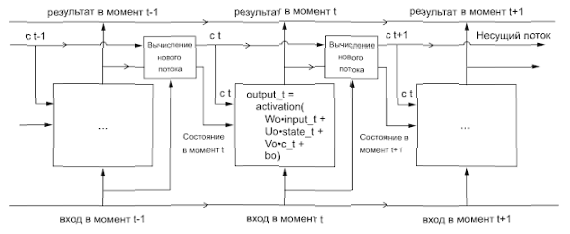 результат в момент t-1
результат в момент t
результат в момент t+1
c t-1
Вычисление
нового
потока
c t
Вычисление
нового
потока
c t+1
Несущий поток
...
Состояние
в момент t
c t
output_t =
activation(
Wo•input_t +
Uo•state_t +
Vo•c_t +
bo)
Состояние в
момент t+1
c t
...
вход в момент t-1
вход в момент t
вход в момент t+1